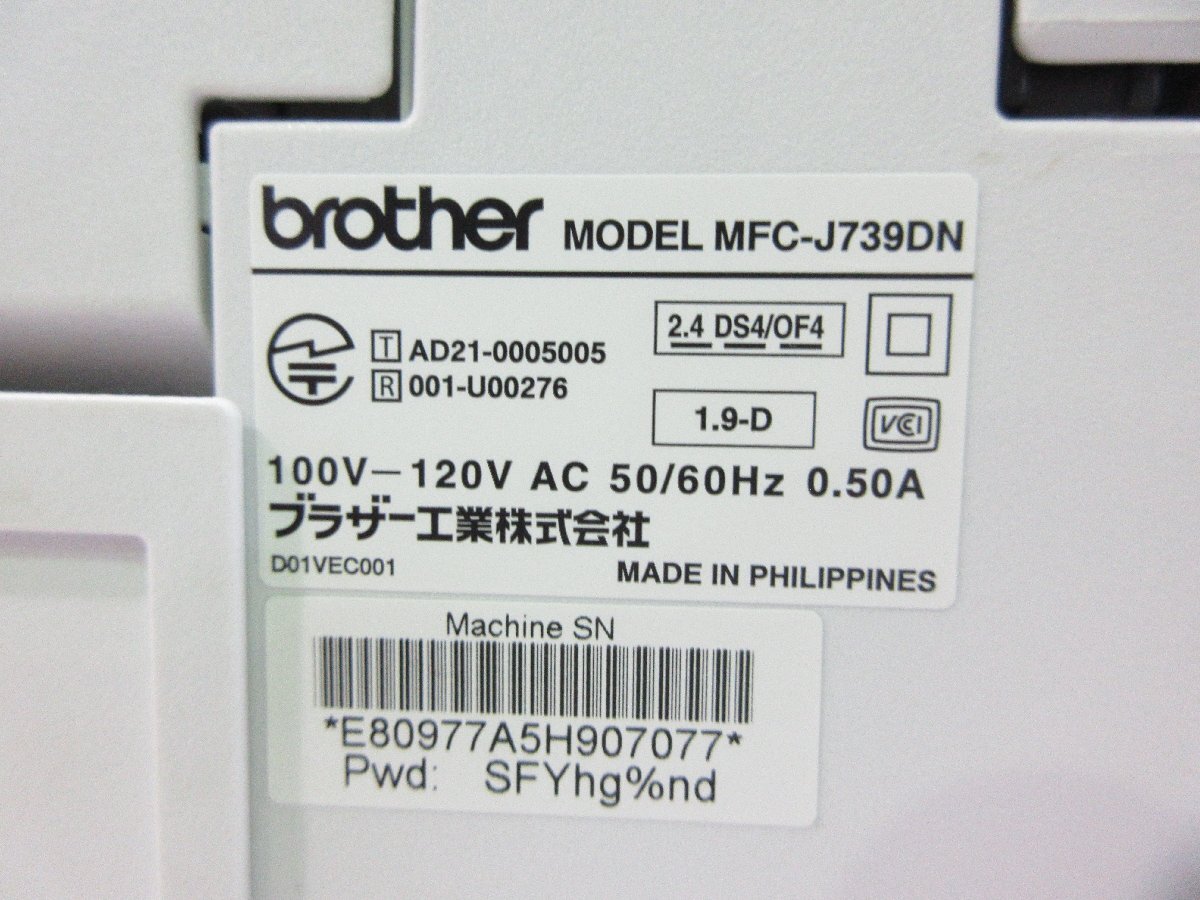 brother MODEL MFC-J739DN
T AD21-0005005
R 001-U00276
2.4 DS4/OF4
1.9-D
VCCI
100V－120V AC 50/60Hz 0.50A
ブラザー工業株式会社
D01VEC001 MADE IN PHILIPPINES
Machine SN
*E80977A5H907077*
Pwd: SFYhg%nd